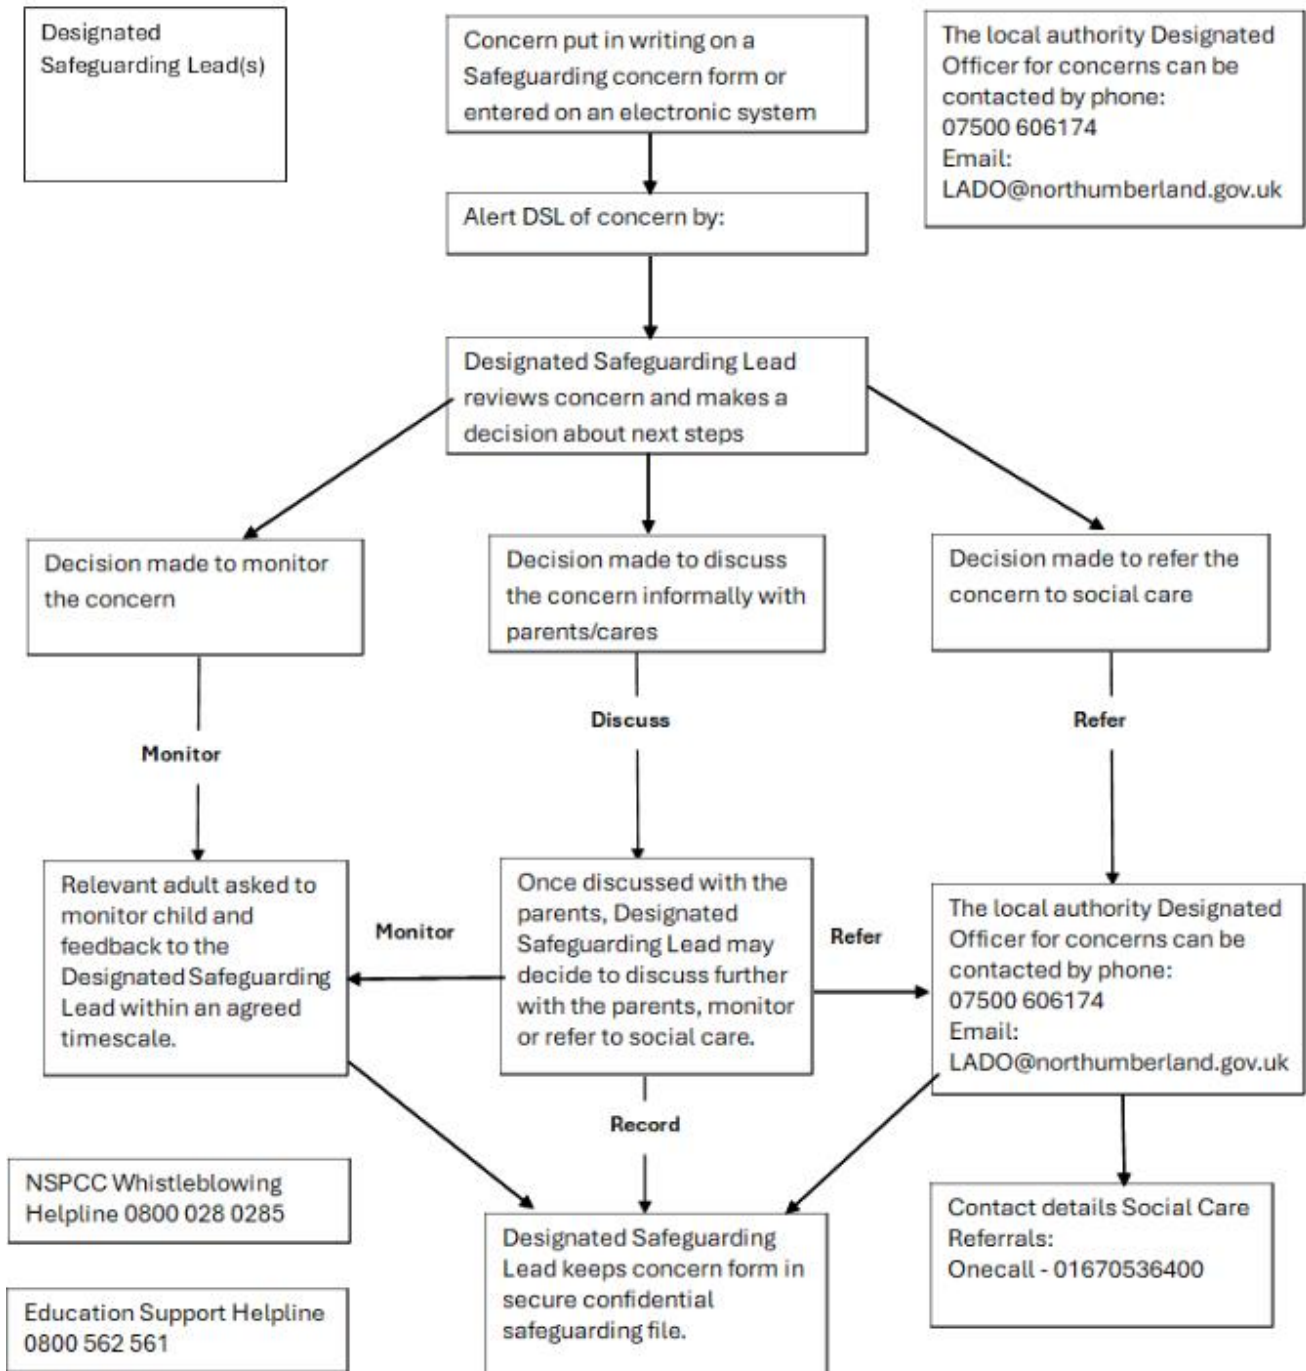 Designated
Safeguarding Lead(s)
Concern put in writing on a
Safeguarding concern form or
entered on an electronic system
The local authority Designated
Officer for concerns can be
contacted by phone:
07500 606174
Email:
LADO@northumberland.gov.uk
Alert DSL of concern by:
Designated Safeguarding Lead
reviews concern and makes a
decision about next steps
Decision made to monitor
the concern
Decision made to discuss
the concern informally with
parents/cares
Decision made to refer the
concern to social care
Monitor
Discuss
Refer
Relevant adult asked to
monitor child and
feedback to the
Designated Safeguarding
Lead within an agreed
timescale.
Monitor
Once discussed with the
parents, Designated
Safeguarding Lead may
decide to discuss further
with the parents, monitor
or refer to social care.
Refer
The local authority Designated
Officer for concerns can be
contacted by phone:
07500 606174
Email:
LADO@northumberland.gov.uk
Record
NSPCC Whistleblowing
Helpline 0800 028 0285
Education Support Helpline
0800 562 561
Designated Safeguarding
Lead keeps concern form in
secure confidential
safeguarding file.
Contact details Social Care
Referrals:
Onecall - 01670536400